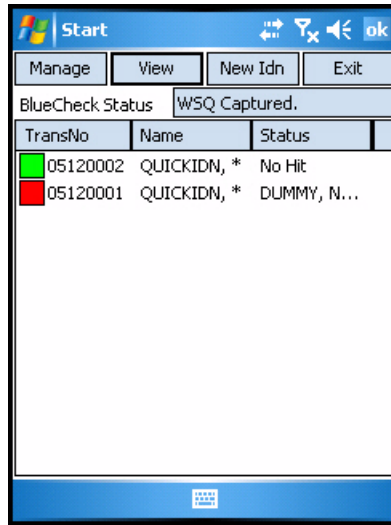 Start ok
Manage View New Idn Exit
BlueCheck Status WSQ Captured.
TransNo Name Status
05120002 QUICKIDN, * No Hit
05120001 QUICKIDN, * DUMMY, N...